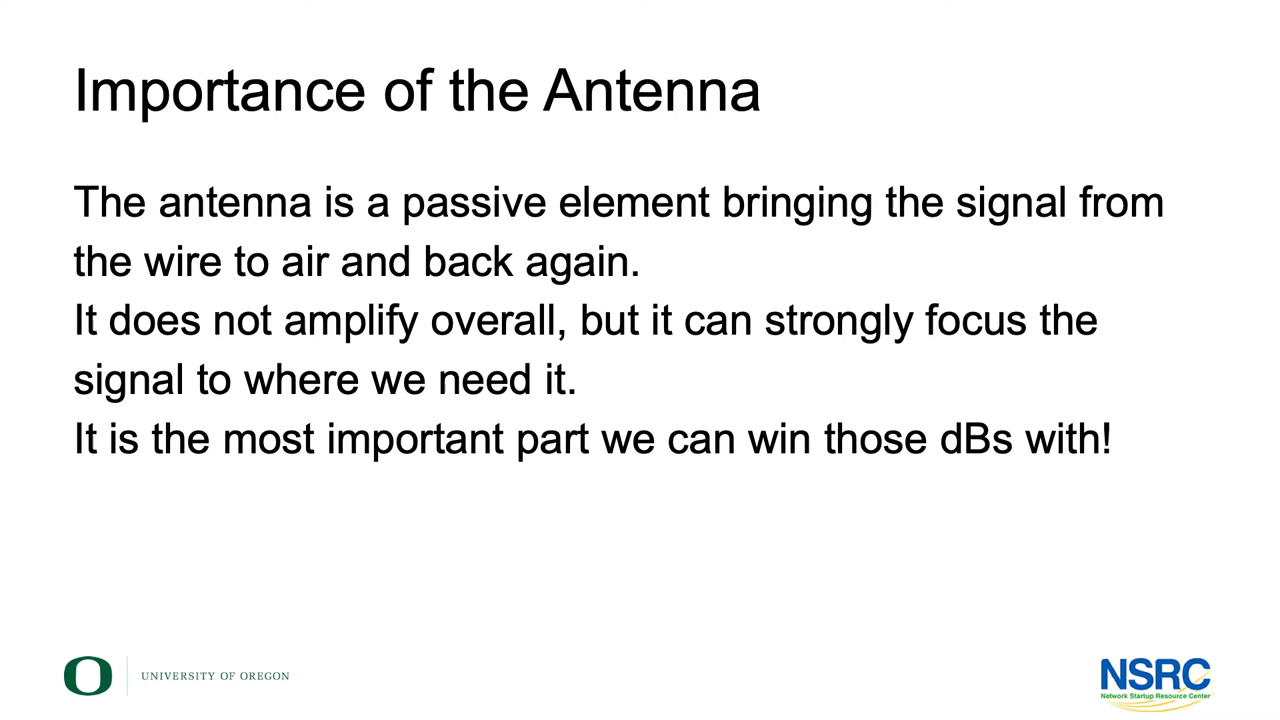 Importance of the Antenna
The antenna is a passive element bringing the signal from
the wire to air and back again.
It does not amplify overall, but it can strongly focus the
signal to where we need it.
It is the most important part we can win those dBs with!
O
UNIVERSITY OF OREGON
NSRC
Network Startup Resource Center